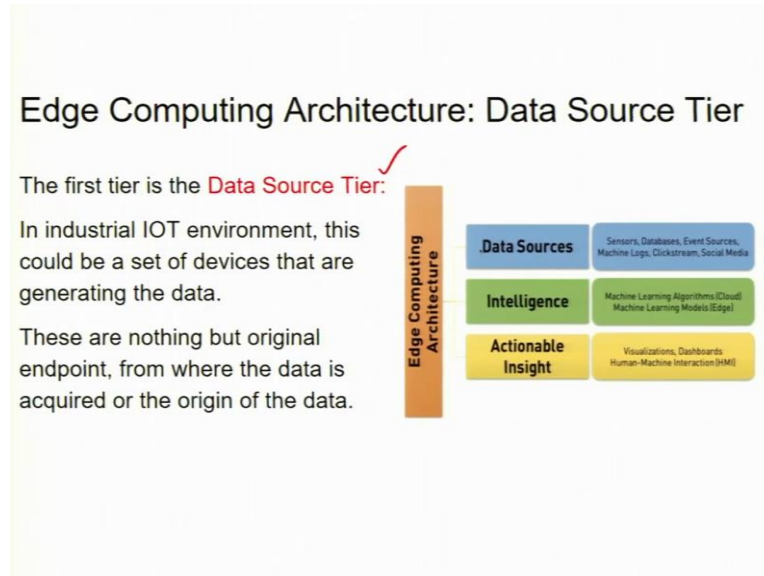 Edge Computing Architecture: Data Source Tier
The first tier is the Data Source Tier:
In industrial IOT environment, this
could be a set of devices that are
generating the data.
These are nothing but original
endpoint, from where the data is
acquired or the origin of the data.
Edge Computing
Architecture
Data Sources
Sensors, Databases, Event Sources,
Machine Logs, Clickstream, Social Media
Intelligence
Machine Learning Algorithms (Cloud)
Machine Learning Models (Edge)
Actionable
Insight
Visualizations, Dashboards
Human-Machine Interaction (HMI)